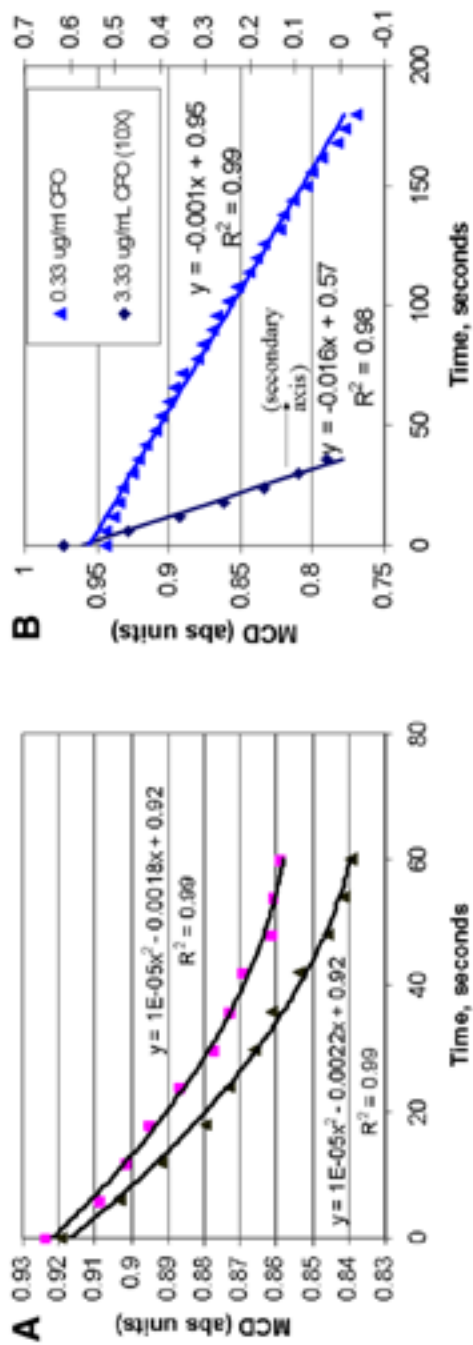 A
MCD (abs units)
0.93
0.92
0.91
0.9
0.89
0.88
0.87
0.86
0.85
0.84
0.83
y = 1E-05x² - 0.0018x + 0.92
R² = 0.99
y = 1E-05x² - 0.0022x + 0.92
R² = 0.99
0
20
40
60
80
Time, seconds
B
MCD (abs units)
1
0.95
0.9
0.85
0.8
0.75
0.7
0.6
0.5
0.4
0.3
0.2
0.1
0
-0.1
0.33 ug/ml CPO
3.33 ug/mL CPO (10X)
y = -0.001x + 0.95
R² = 0.99
(secondary
axis)
y = -0.016x + 0.57
R² = 0.98
0
50
100
150
200
Time, seconds